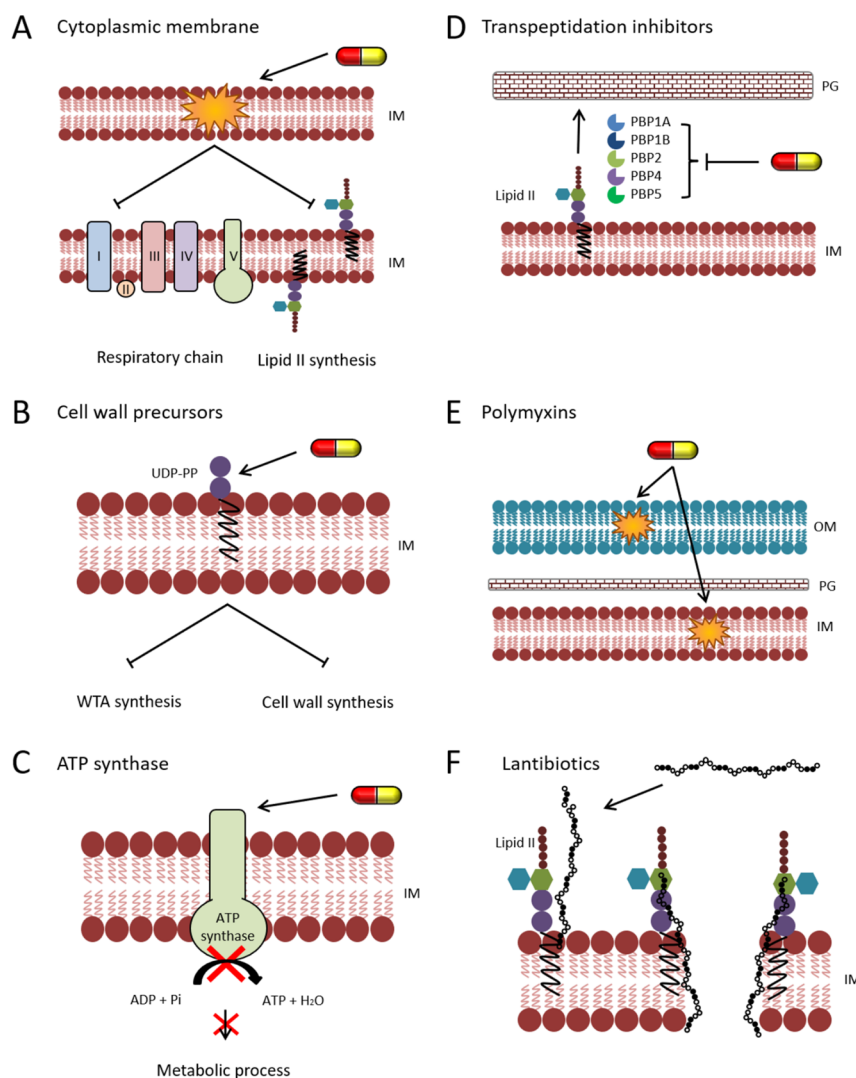 A Cytoplasmic membrane
IM
I
II
III
IV
V
IM
Respiratory chain
Lipid II synthesis
B Cell wall precursors
UDP-PP
IM
WTA synthesis
Cell wall synthesis
C ATP synthase
IM
ATP
synthase
ADP + Pi
ATP + H₂O
Metabolic process
D Transpeptidation inhibitors
PG
PBP1A
PBP1B
PBP2
PBP4
PBP5
Lipid II
IM
E Polymyxins
OM
PG
IM
F Lantibiotics
Lipid II
IM